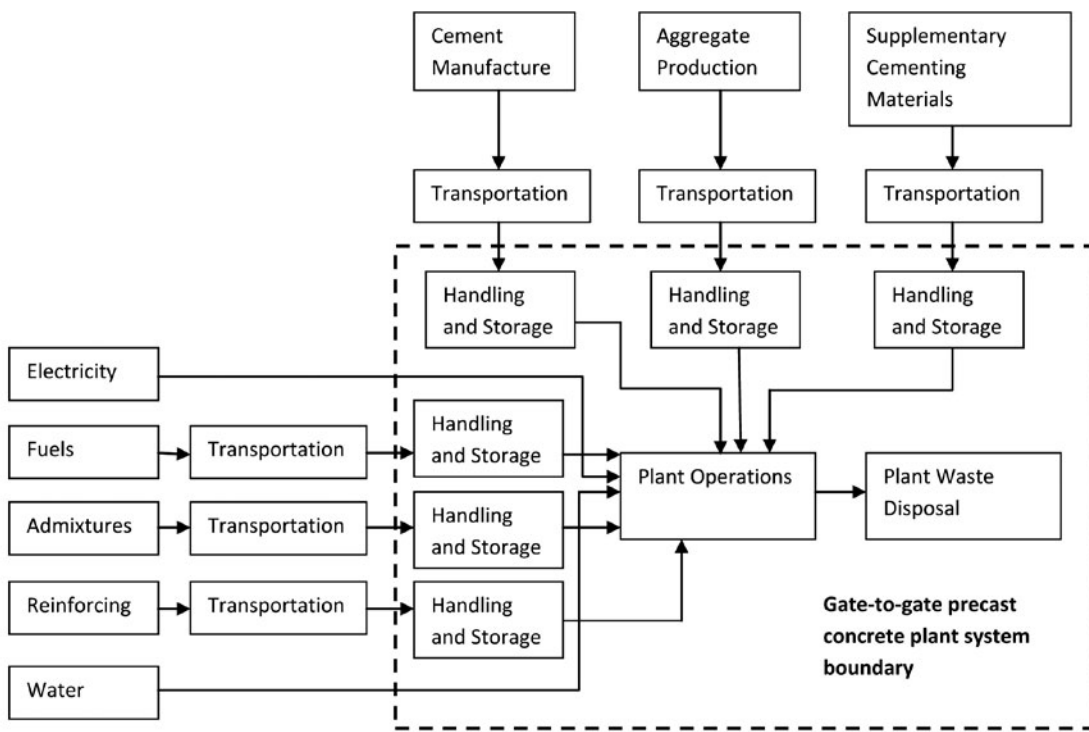 Cement
Manufacture
Aggregate
Production
Supplementary
Cementing
Materials
Transportation
Transportation
Transportation
Handling
and Storage
Handling
and Storage
Handling
and Storage
Electricity
Fuels
Transportation
Handling
and Storage
Plant Operations
Plant Waste
Disposal
Admixtures
Transportation
Handling
and Storage
Reinforcing
Transportation
Handling
and Storage
Gate-to-gate precast
concrete plant system
boundary
Water